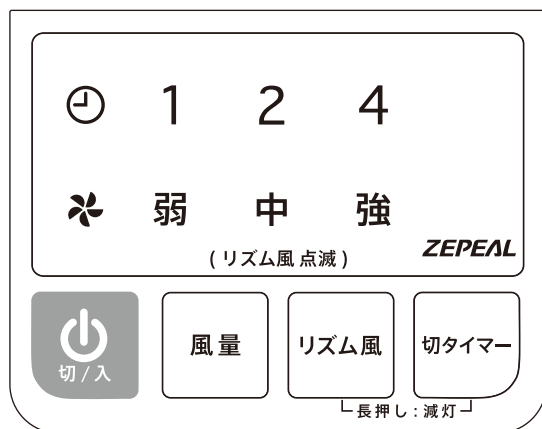 1 2 4
弱 中 強
(リズム風点滅)
ZEPEAL
切/入
風量
リズム風
切タイマー
長押し:減灯